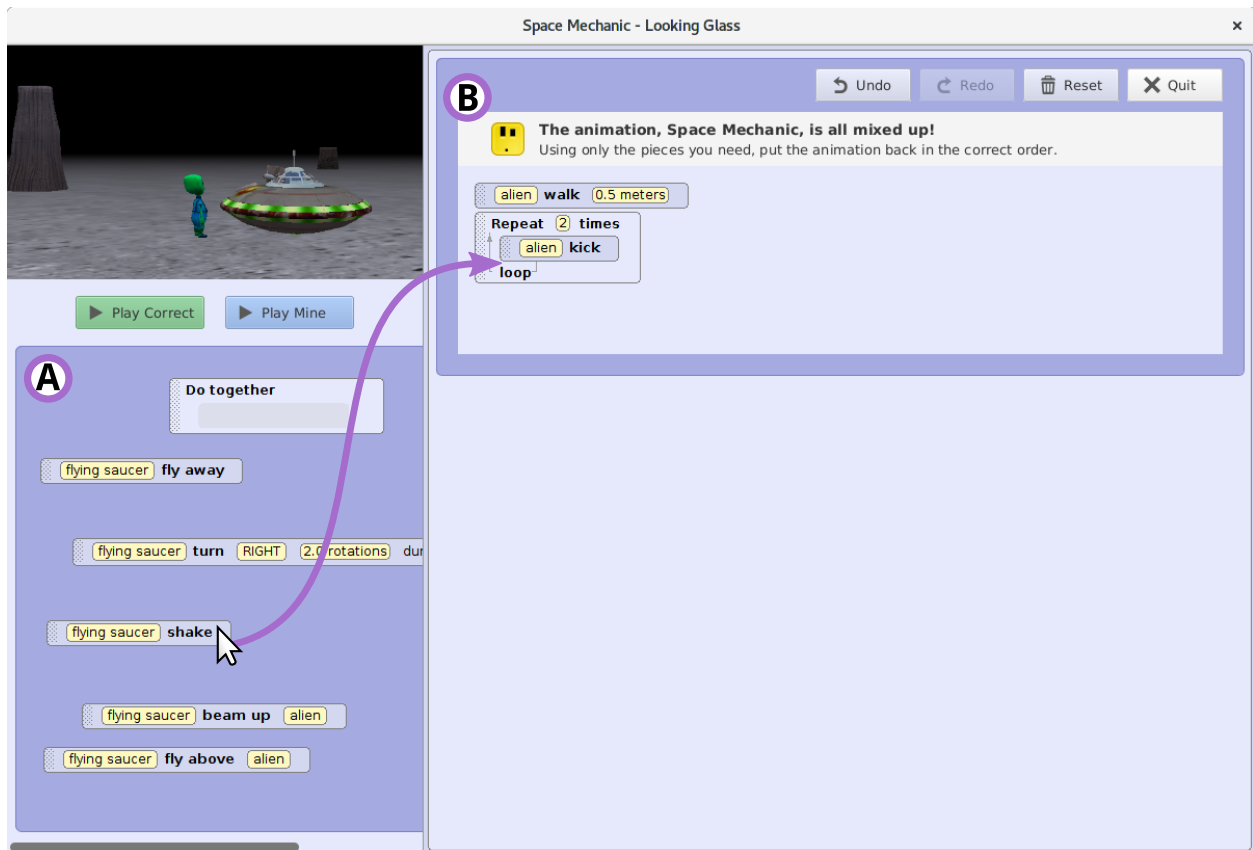 Space Mechanic - Looking Glass
×
B
Undo
Redo
Reset
Quit
The animation, Space Mechanic, is all mixed up!
Using only the pieces you need, put the animation back in the correct order.
alien walk 0.5 meters
Repeat 2 times
alien kick
loop
Play Correct
Play Mine
A
Do together
flying saucer fly away
flying saucer turn RIGHT 2.0 rotations dur
flying saucer shake
flying saucer beam up alien
flying saucer fly above alien